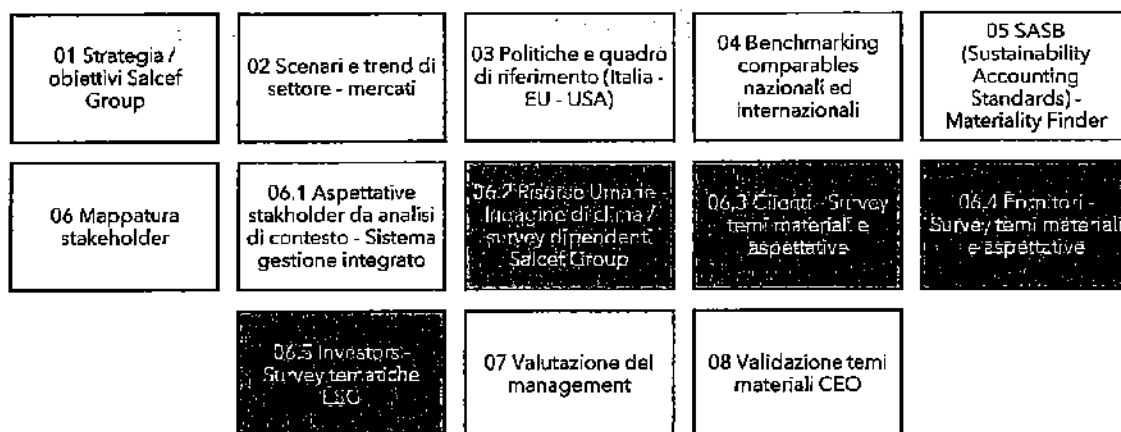 01 Strategia /
obiettivi Salcef
Group
02 Scenari e trend di
settore - mercati
03 Politiche e quadro
di riferimento (Italia -
EU - USA)
04 Benchmarking
comparables
nazionali ed
internazionali
05 SASB
(Sustainability
Accounting
Standards) -
Materiality Finder
06 Mappatura
stakeholder
06.1 Aspettative
stakholder da analisi
di contesto - Sistema
gestione integrato
06.2 Risorse Umane -
Indagine di clima /
survey dipendenti
Salcef Group
06.3 Clienti - Survey
temi materiali e
aspettative
06.4 Fornitori -
Survey temi materiali
e aspettative
06.5 Investors -
Survey tematiche
ESG
07 Valutazione del
management
08 Validazione temi
materiali CEO